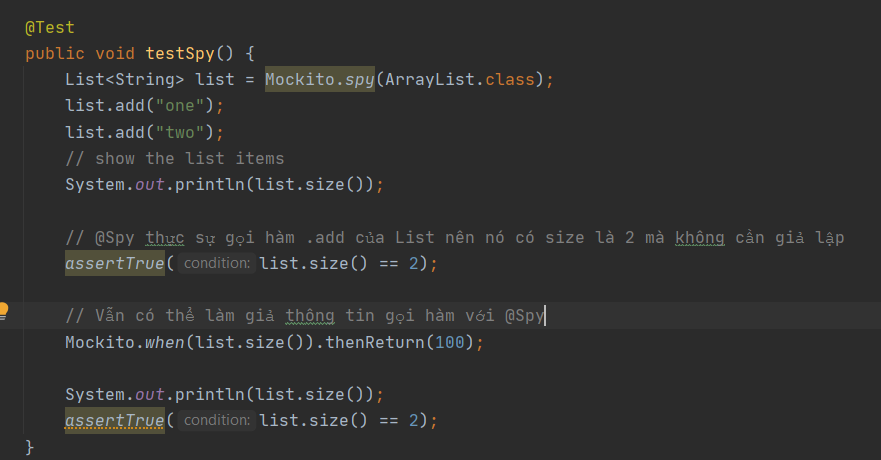 @Test
public void testSpy() {
List<String> list = Mockito.spy(ArrayList.class);
list.add("one");
list.add("two");
// show the list items
System.out.println(list.size());
// @Spy thực sự gọi hàm .add của List nên nó có size là 2 mà không cần giả lập
assertTrue( condition: list.size() == 2);
// Vẫn có thể làm giả thông tin gọi hàm với @Spy
Mockito.when(list.size()).thenReturn(100);
System.out.println(list.size());
assertTrue( condition: list.size() == 2);
}